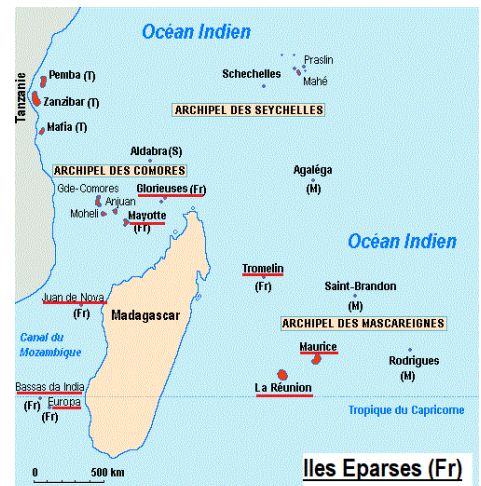 Océan Indien
Praslin
Pemba (T)
Schechelles
Mahé
Tanzanie
Zanzibar (T)
ARCHIPEL DES SEYCHELLES
Mafia (T)
Aldabra (S)
ARCHIPEL DES COMORES
Agaléga
(M)
Gde-Comores
Glorieuses (Fr)
Anjuan
Moheli
Mayotte
(Fr)
Océan Indien
Tromelin
(Fr)
Saint-Brandon
(M)
Juan de Nova
(Fr)
Madagascar
ARCHIPEL DES MASCAREIGNES
Canal du
Mozambique
Maurice
Rodrigues
(M)
La Réunion
Bassas da India
(Fr)
Europa
(Fr)
Tropique du Capricorne
0 500 km
Iles Eparses (Fr)